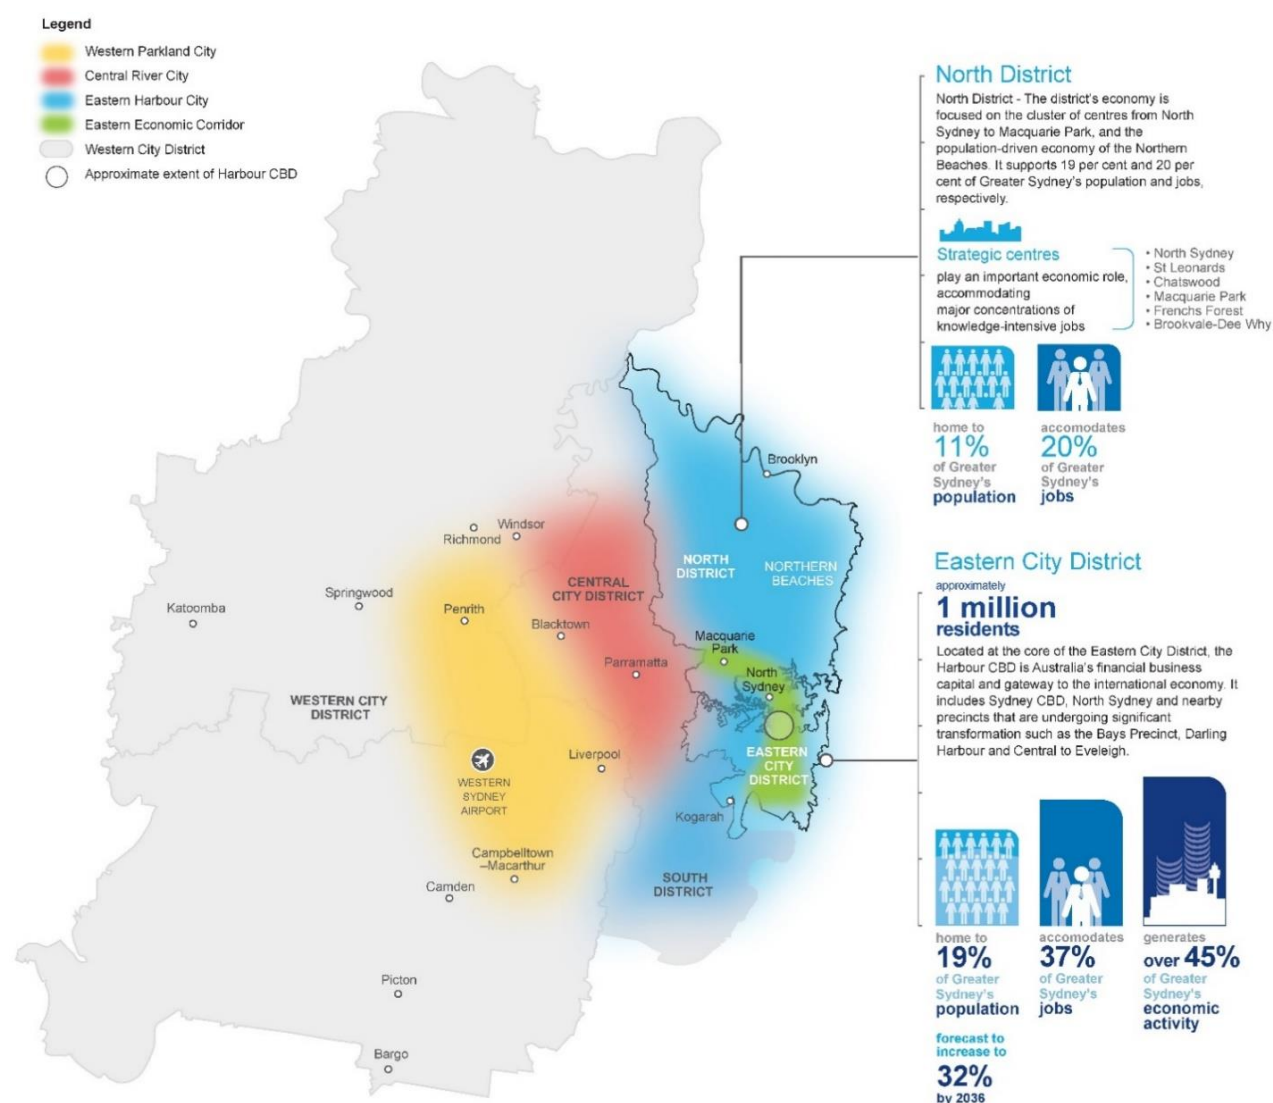 Legend
Western Parkland City
Central River City
Eastern Harbour City
Eastern Economic Corridor
Western City District
Approximate extent of Harbour CBD
North District
North District - The district's economy is
focused on the cluster of centres from North
Sydney to Macquarie Park, and the
population-driven economy of the Northern
Beaches. It supports 19 per cent and 20 per
cent of Greater Sydney's population and jobs,
respectively.
Strategic centres
play an important economic role,
accommodating
major concentrations of
knowledge-intensive jobs
• North Sydney
• St Leonards
• Chatswood
• Macquarie Park
• Frenchs Forest
• Brookvale-Dee Why
home to
11%
of Greater
Sydney's
population
accomodates
20%
of Greater
Sydney's
jobs
Brooklyn
Richmond
Windsor
NORTH
DISTRICT
NORTHERN
BEACHES
CENTRAL
CITY DISTRICT
Katoomba
Springwood
Penrith
Blacktown
Macquarie
Park
Parramatta
North
Sydney
WESTERN CITY
DISTRICT
Liverpool
EASTERN
CITY
DISTRICT
WESTERN
SYDNEY
AIRPORT
Kogarah
Campbelltown
–Macarthur
Camden
SOUTH
DISTRICT
Picton
Bargo
Eastern City District
approximately
1 million
residents
Located at the core of the Eastern City District, the
Harbour CBD is Australia's financial business
capital and gateway to the international economy. It
includes Sydney CBD, North Sydney and nearby
precincts that are undergoing significant
transformation such as the Bays Precinct, Darling
Harbour and Central to Eveleigh.
home to
19%
of Greater
Sydney's
population
forecast to
increase to
32%
by 2036
accomodates
37%
of Greater
Sydney's
jobs
generates
over 45%
of Greater
Sydney's
economic
activity